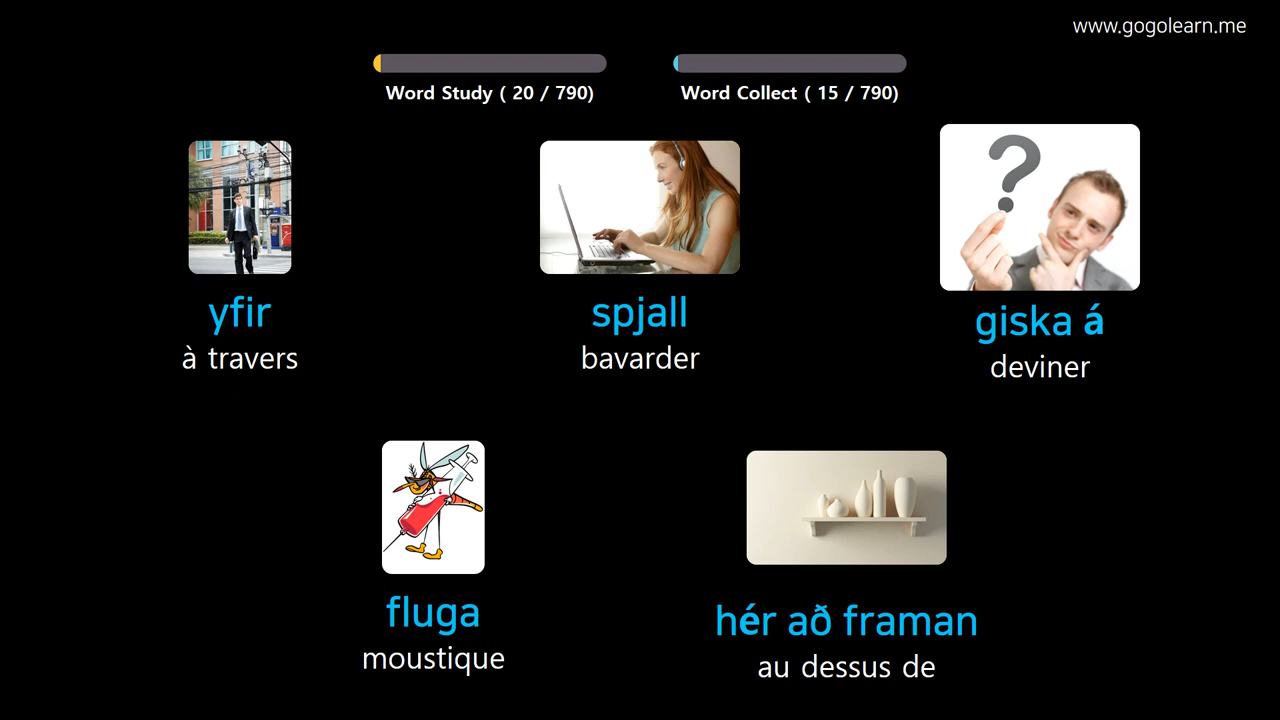 www.gogolearn.me
Word Study ( 20 / 790)
Word Collect ( 15 / 790)
yfir
à travers
spjall
bavarder
giska á
deviner
fluga
moustique
hér að framan
au dessus de